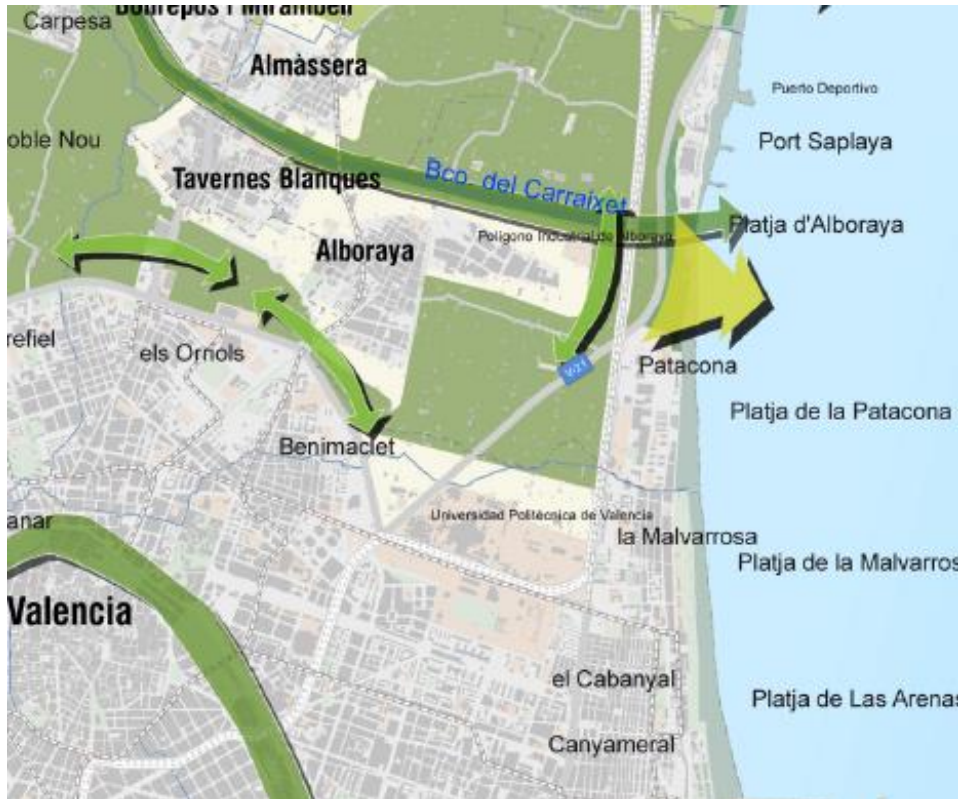 Carpesa
Almàssera
Puerto Deportivo
Port Saplaya
oble Nou
Tavernes Blanques
Bco. del Carraixet
Platja d'Alboraya
Polígono Industrial de Alboraya
Alboraya
refiel
els Orriols
V-21
Patacona
Platja de la Patacona
Benimaclet
Universidad Politécnica de Valencia
anar
la Malvarrosa
Platja de la Malvarros
Valencia
el Cabanyal
Platja de Las Arenas
Canyameral